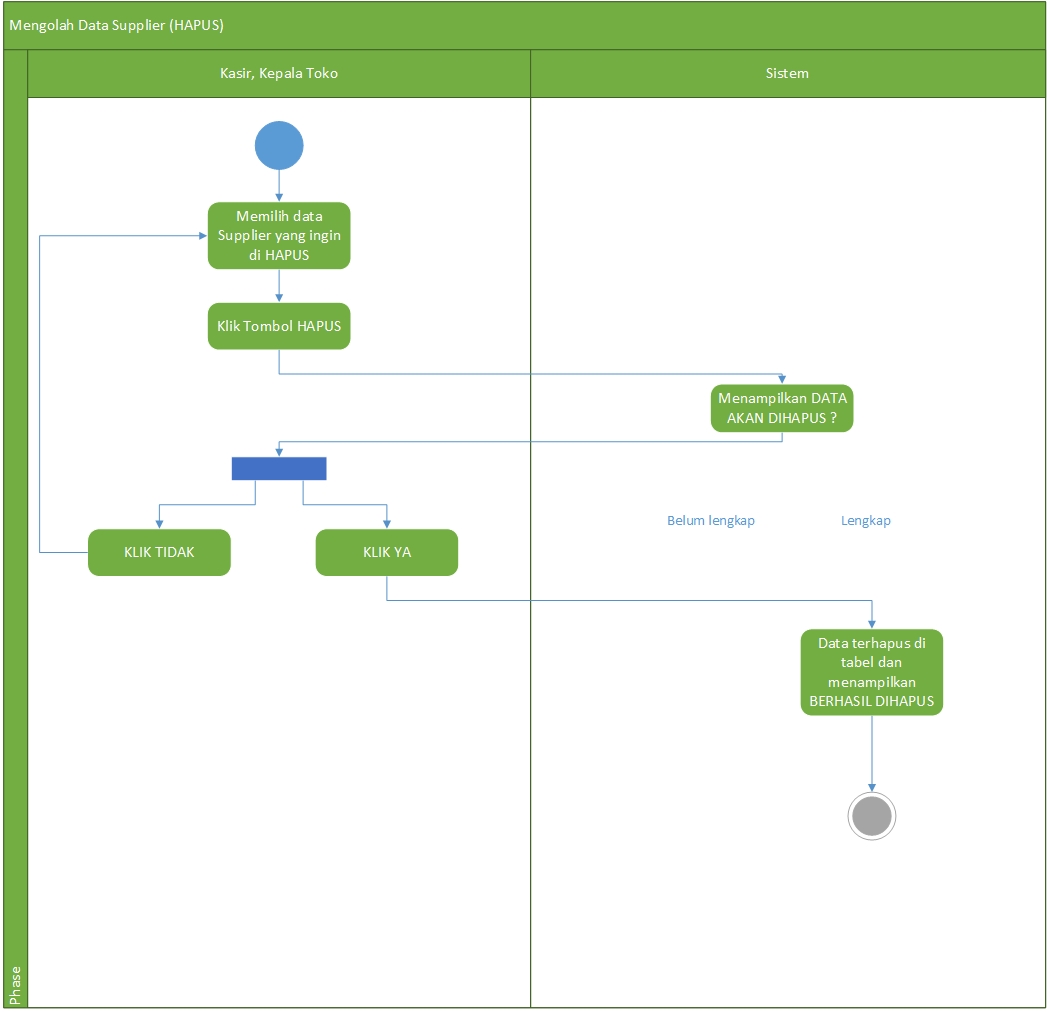 Mengolah Data Supplier (HAPUS)
Kasir, Kepala Toko
Sistem
Memilih data
Supplier yang ingin
di HAPUS
Klik Tombol HAPUS
Menampilkan DATA
AKAN DIHAPUS ?
Belum lengkap
Lengkap
KLIK TIDAK
KLIK YA
Data terhapus di
tabel dan
menampilkan
BERHASIL DIHAPUS
Phase